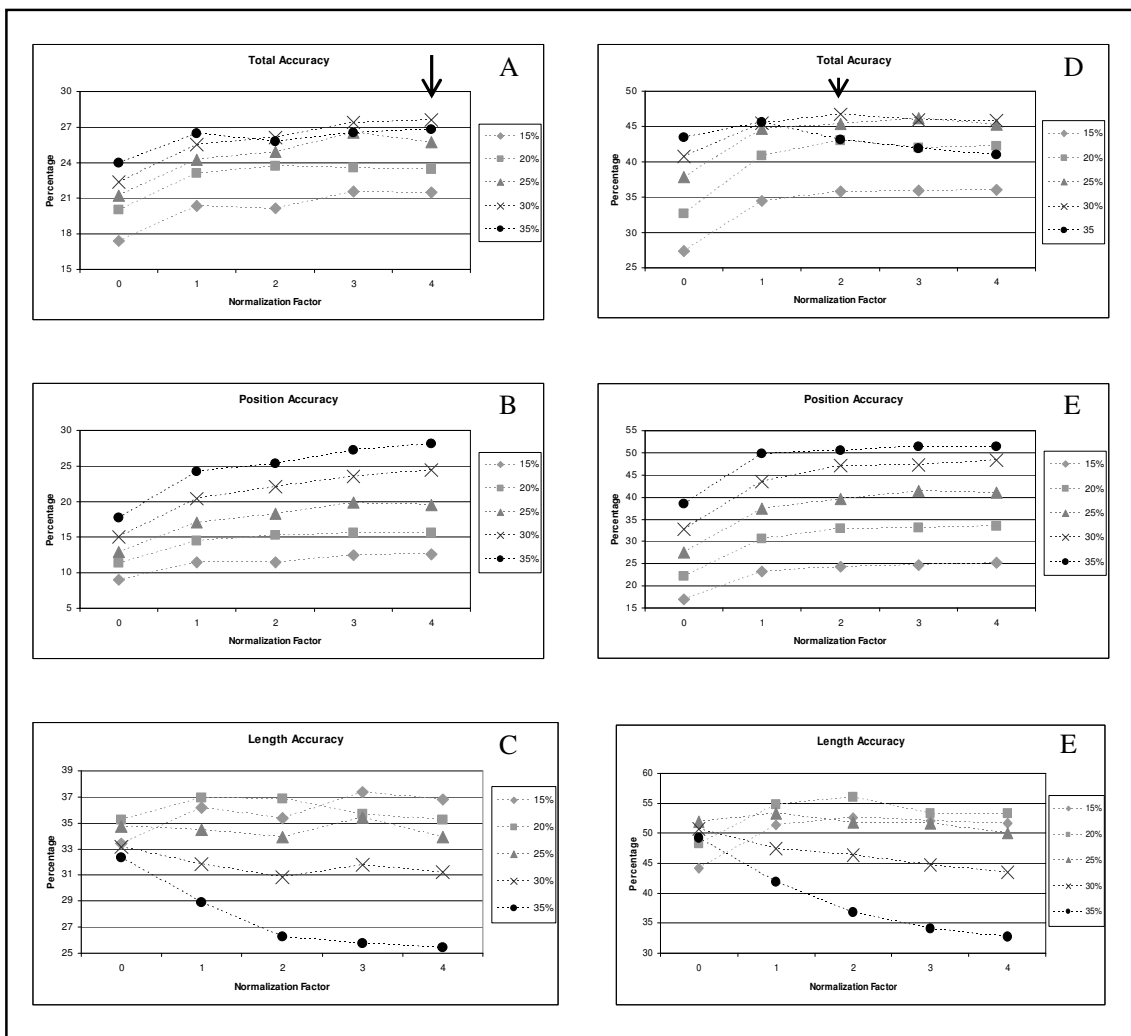 Total Accuracy
A
Percentage
30
27
24
21
18
15
0 1 2 3 4
Normalization Factor
15%
20%
25%
30%
35%
Total Acuracy
D
Percentage
50
45
40
35
30
25
0 1 2 3 4
Normalization Factor
15%
20%
25%
30%
35
Position Accuracy
B
Percentage
30
25
20
15
10
5
0 1 2 3 4
Normalization Factor
15%
20%
25%
30%
35%
Position Accuracy
E
Percentage
55
50
45
40
35
30
25
20
15
0 1 2 3 4
Normalization Factor
15%
20%
25%
30%
35%
Length Accuracy
C
Percentage
39
37
35
33
31
29
27
25
0 1 2 3 4
Normalization Factor
15%
20%
25%
30%
35%
Length Accuracy
E
Percentage
60
55
50
45
40
35
30
0 1 2 3 4
Normalization Factor
15%
20%
25%
30%
35%